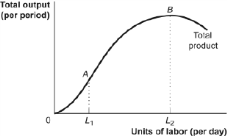 Total output
(per period)
B
A
Total
product
0
L1
L2
Units of labor (per day)